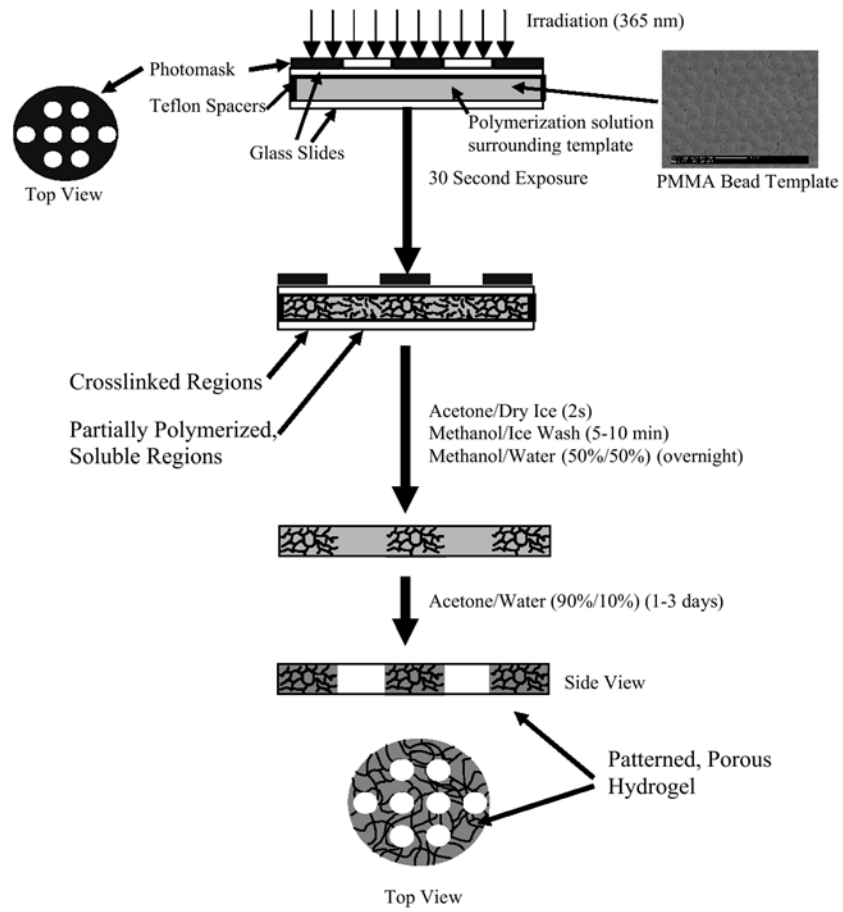 Irradiation (365 nm)
Photomask
Teflon Spacers
Glass Slides
Polymerization solution
surrounding template
Top View
PMMA Bead Template
30 Second Exposure
Crosslinked Regions
Partially Polymerized,
Soluble Regions
Acetone/Dry Ice (2s)
Methanol/Ice Wash (5-10 min)
Methanol/Water (50%/50%) (overnight)
Acetone/Water (90%/10%) (1-3 days)
Side View
Patterned, Porous
Hydrogel
Top View